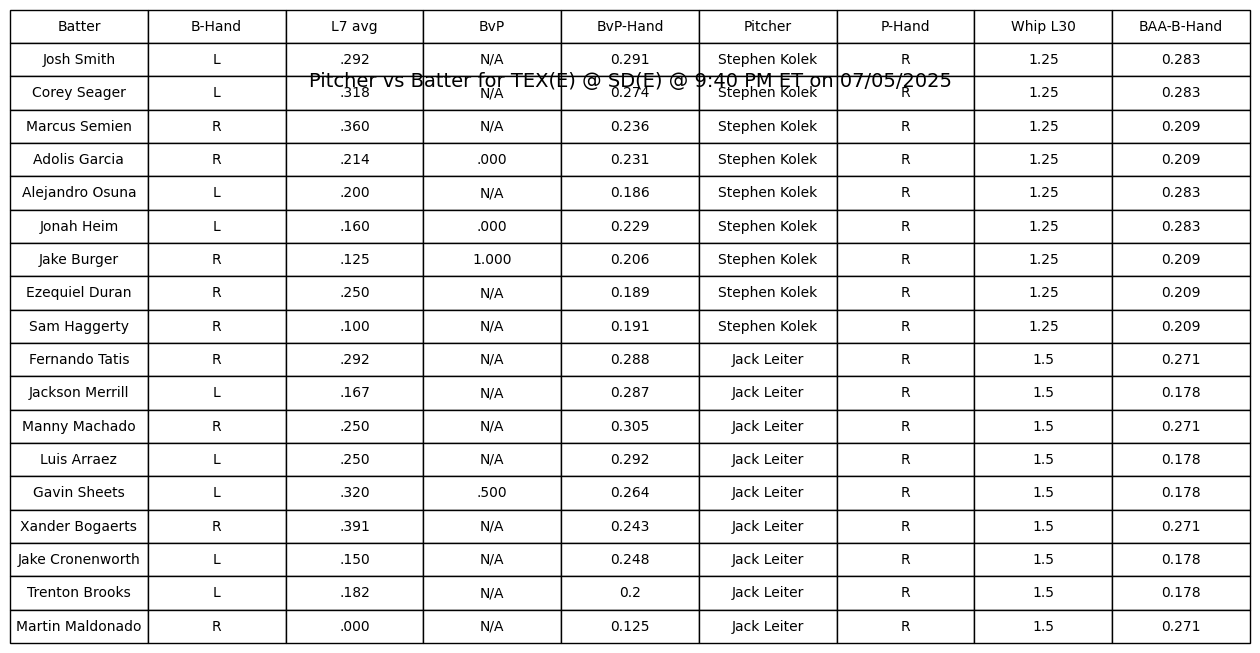 Batter B-Hand L7 avg BvP BvP-Hand Pitcher P-Hand Whip L30 BAA-B-Hand
Josh Smith L .292 N/A 0.291 Stephen Kolek R 1.25 0.283
Pitcher vs Batter for TEX(E) @ SD(E) @ 9:40 PM ET on 07/05/2025
Corey Seager L .318 N/A 0.274 Stephen Kolek R 1.25 0.283
Marcus Semien R .360 N/A 0.236 Stephen Kolek R 1.25 0.209
Adolis Garcia R .214 .000 0.231 Stephen Kolek R 1.25 0.209
Alejandro Osuna L .200 N/A 0.186 Stephen Kolek R 1.25 0.283
Jonah Heim L .160 .000 0.229 Stephen Kolek R 1.25 0.283
Jake Burger R .125 1.000 0.206 Stephen Kolek R 1.25 0.209
Ezequiel Duran R .250 N/A 0.189 Stephen Kolek R 1.25 0.209
Sam Haggerty R .100 N/A 0.191 Stephen Kolek R 1.25 0.209
Fernando Tatis R .292 N/A 0.288 Jack Leiter R 1.5 0.271
Jackson Merrill L .167 N/A 0.287 Jack Leiter R 1.5 0.178
Manny Machado R .250 N/A 0.305 Jack Leiter R 1.5 0.271
Luis Arraez L .250 N/A 0.292 Jack Leiter R 1.5 0.178
Gavin Sheets L .320 .500 0.264 Jack Leiter R 1.5 0.178
Xander Bogaerts R .391 N/A 0.243 Jack Leiter R 1.5 0.271
Jake Cronenworth L .150 N/A 0.248 Jack Leiter R 1.5 0.178
Trenton Brooks L .182 N/A 0.2 Jack Leiter R 1.5 0.178
Martin Maldonado R .000 N/A 0.125 Jack Leiter R 1.5 0.271